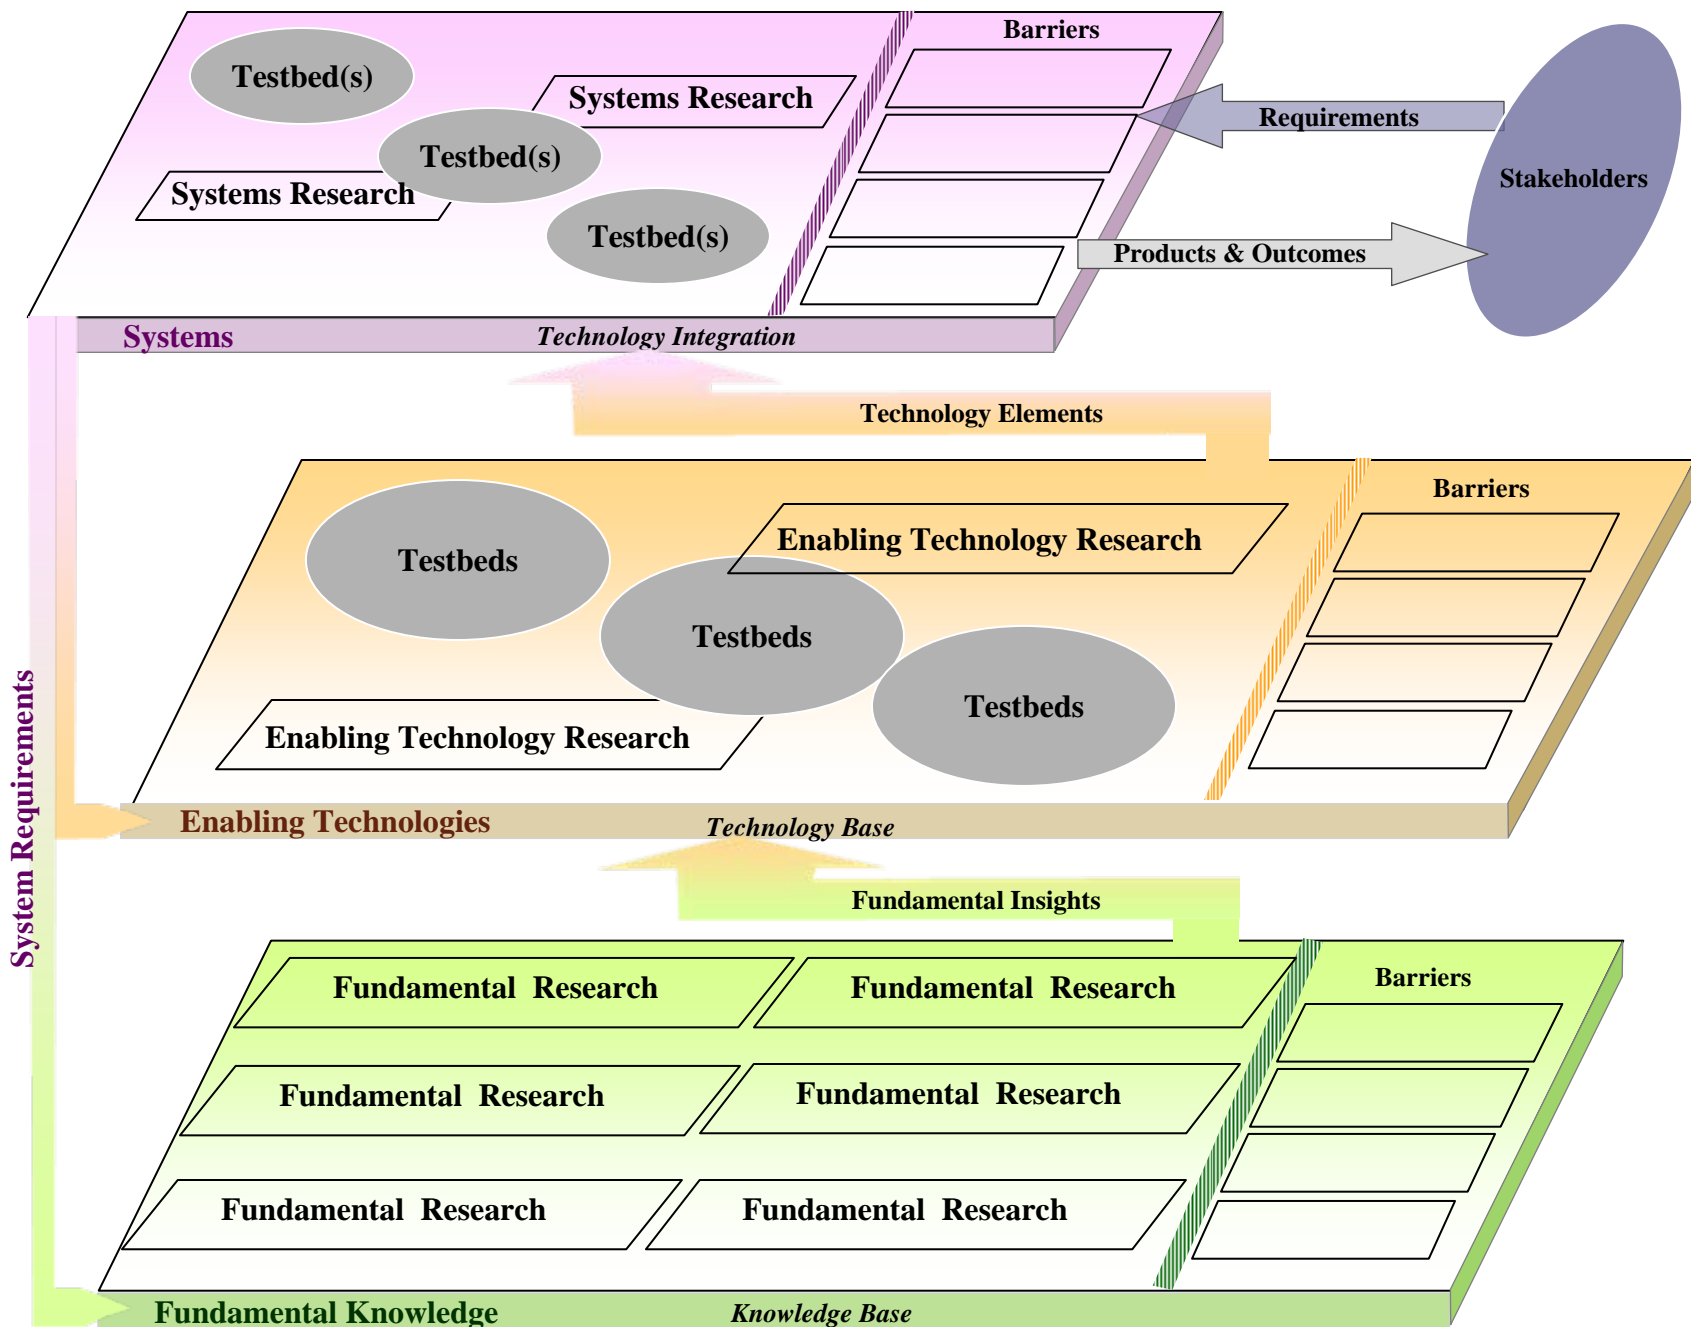 Barriers
Testbed(s)
Systems Research
Requirements
Testbed(s)
Stakeholders
Systems Research
Testbed(s)
Products & Outcomes
Systems
Technology Integration
Technology Elements
Barriers
Enabling Technology Research
Testbeds
Testbeds
Testbeds
Enabling Technology Research
System Requirements
Enabling Technologies
Technology Base
Fundamental Insights
Barriers
Fundamental  Research
Fundamental  Research
Fundamental  Research
Fundamental  Research
Fundamental  Research
Fundamental  Research
Fundamental Knowledge
Knowledge Base